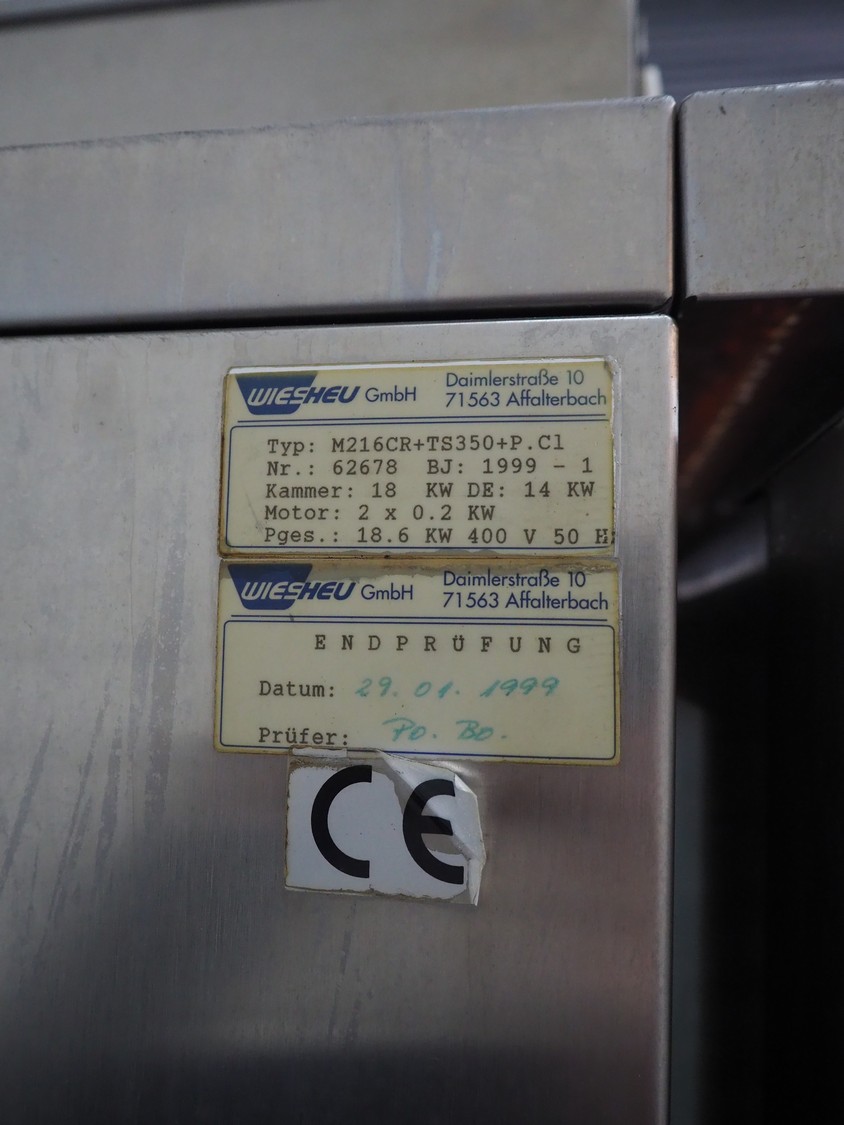 WIESHEU GmbH Daimlerstraße 10
71563 Affalterbach
Typ: M216CR+TS350+P.Cl
Nr.: 62678 BJ: 1999 - 1
Kammer: 18 KW DE: 14 KW
Motor: 2 x 0.2 KW
Pges.: 18.6 KW 400 V 50 Hz
WIESHEU GmbH Daimlerstraße 10
71563 Affalterbach
ENDPRÜFUNG
Datum: 29.01.1999
Prüfer: Po. Bo.
CE